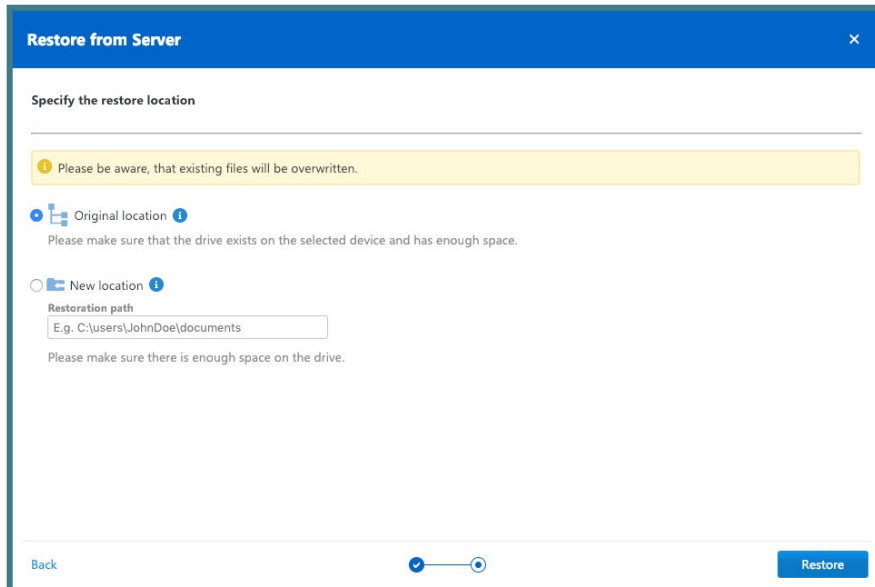 Restore from Server
Specify the restore location
Please be aware, that existing files will be overwritten.
Original location
Please make sure that the drive exists on the selected device and has enough space.
New location
Restoration path
E.g. C:\users\JohnDoe\documents
Please make sure there is enough space on the drive.
Back
Restore